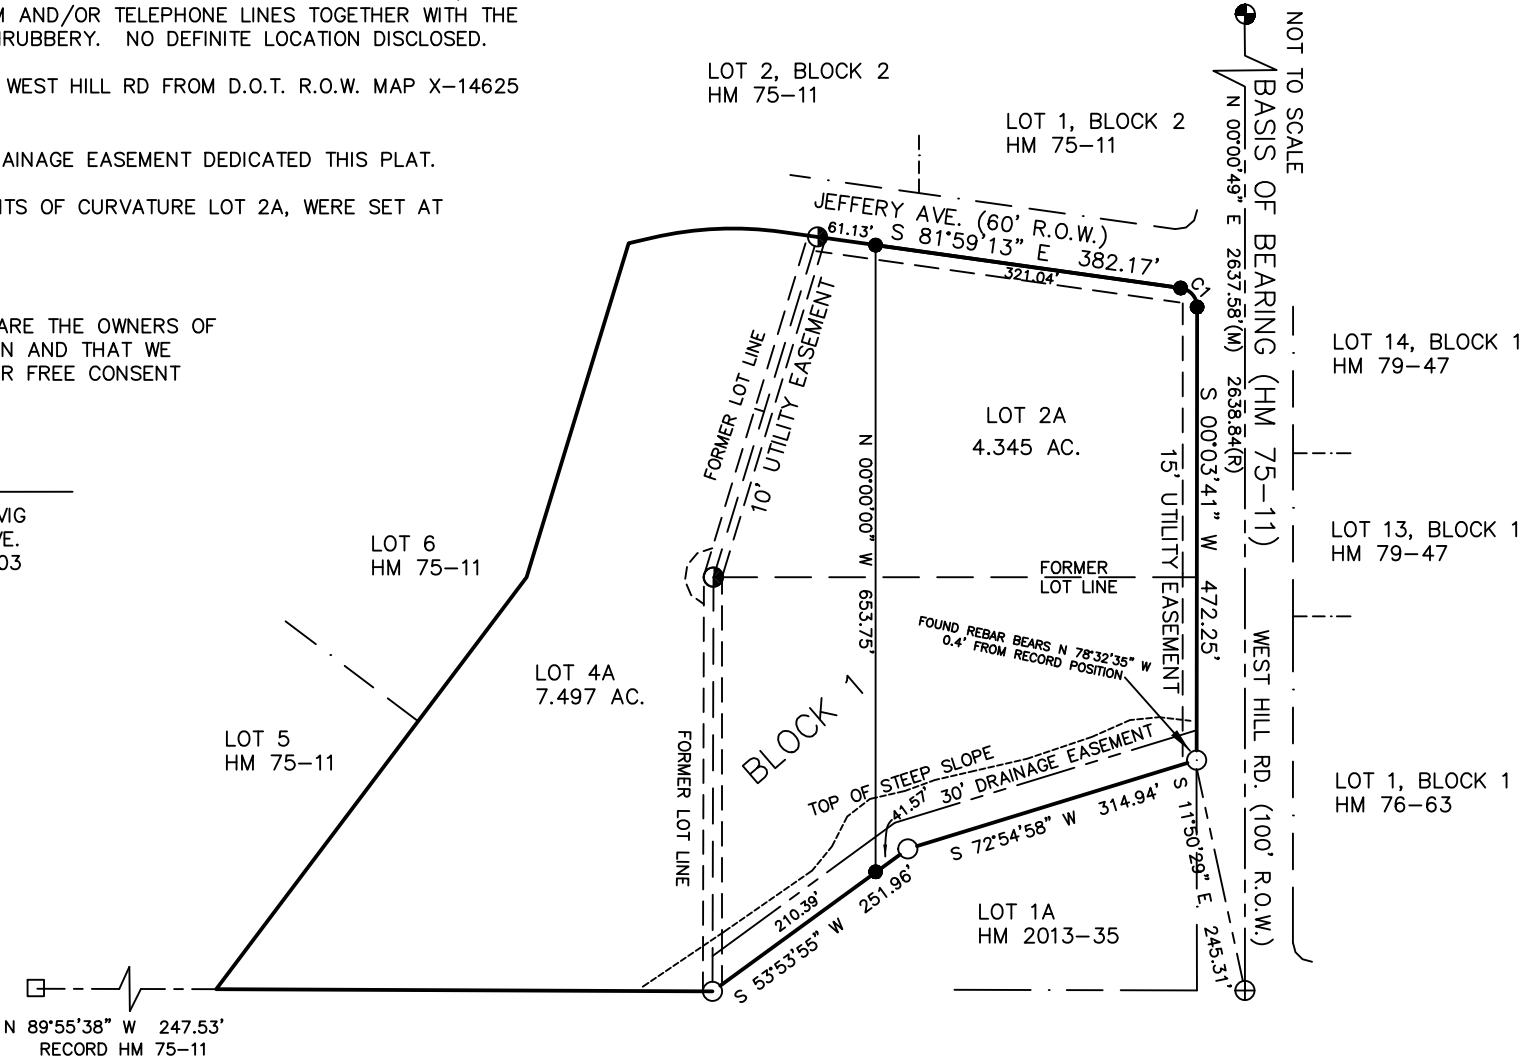 M AND/OR TELEPHONE LINES TOGETHER WITH THE
HRUBBERY. NO DEFINITE LOCATION DISCLOSED.
WEST HILL RD FROM D.O.T. R.O.W. MAP X-14625
AINAGE EASEMENT DEDICATED THIS PLAT.
ITS OF CURVATURE LOT 2A, WERE SET AT
ARE THE OWNERS OF
N AND THAT WE
R FREE CONSENT
VIG
VE.
03
LOT 2, BLOCK 2
HM 75-11
LOT 1, BLOCK 2
HM 75-11
NOT TO SCALE
BASIS OF BEARING (HM 75-11)
N 00°00'49" E 2637.58'(M) 2638.84'(R)
JEFFERY AVE. (60' R.O.W.)
61.13'
S 81°59'13" E 382.17'
321.04'
C1
FORMER LOT LINE
10' UTILITY EASEMENT
LOT 14, BLOCK 1
HM 79-47
LOT 2A
4.345 AC.
N 00°00'00" W 653.75'
S 00°03'41" W 472.25'
15' UTILITY EASEMENT
LOT 13, BLOCK 1
HM 79-47
LOT 6
HM 75-11
FORMER
LOT LINE
FOUND REBAR BEARS N 78°32'35" W
0.4' FROM RECORD POSITION
WEST HILL RD. (100' R.O.W.)
LOT 4A
7.497 AC.
BLOCK 1
LOT 5
HM 75-11
FORMER LOT LINE
TOP OF STEEP SLOPE
41.57'
30' DRAINAGE EASEMENT
LOT 1, BLOCK 1
HM 76-63
S 72°54'58" W 314.94'
S 11°50'29" E 245.31'
210.39'
S 53°53'55" W 251.96'
LOT 1A
HM 2013-35
N 89°55'38" W 247.53'
RECORD HM 75-11